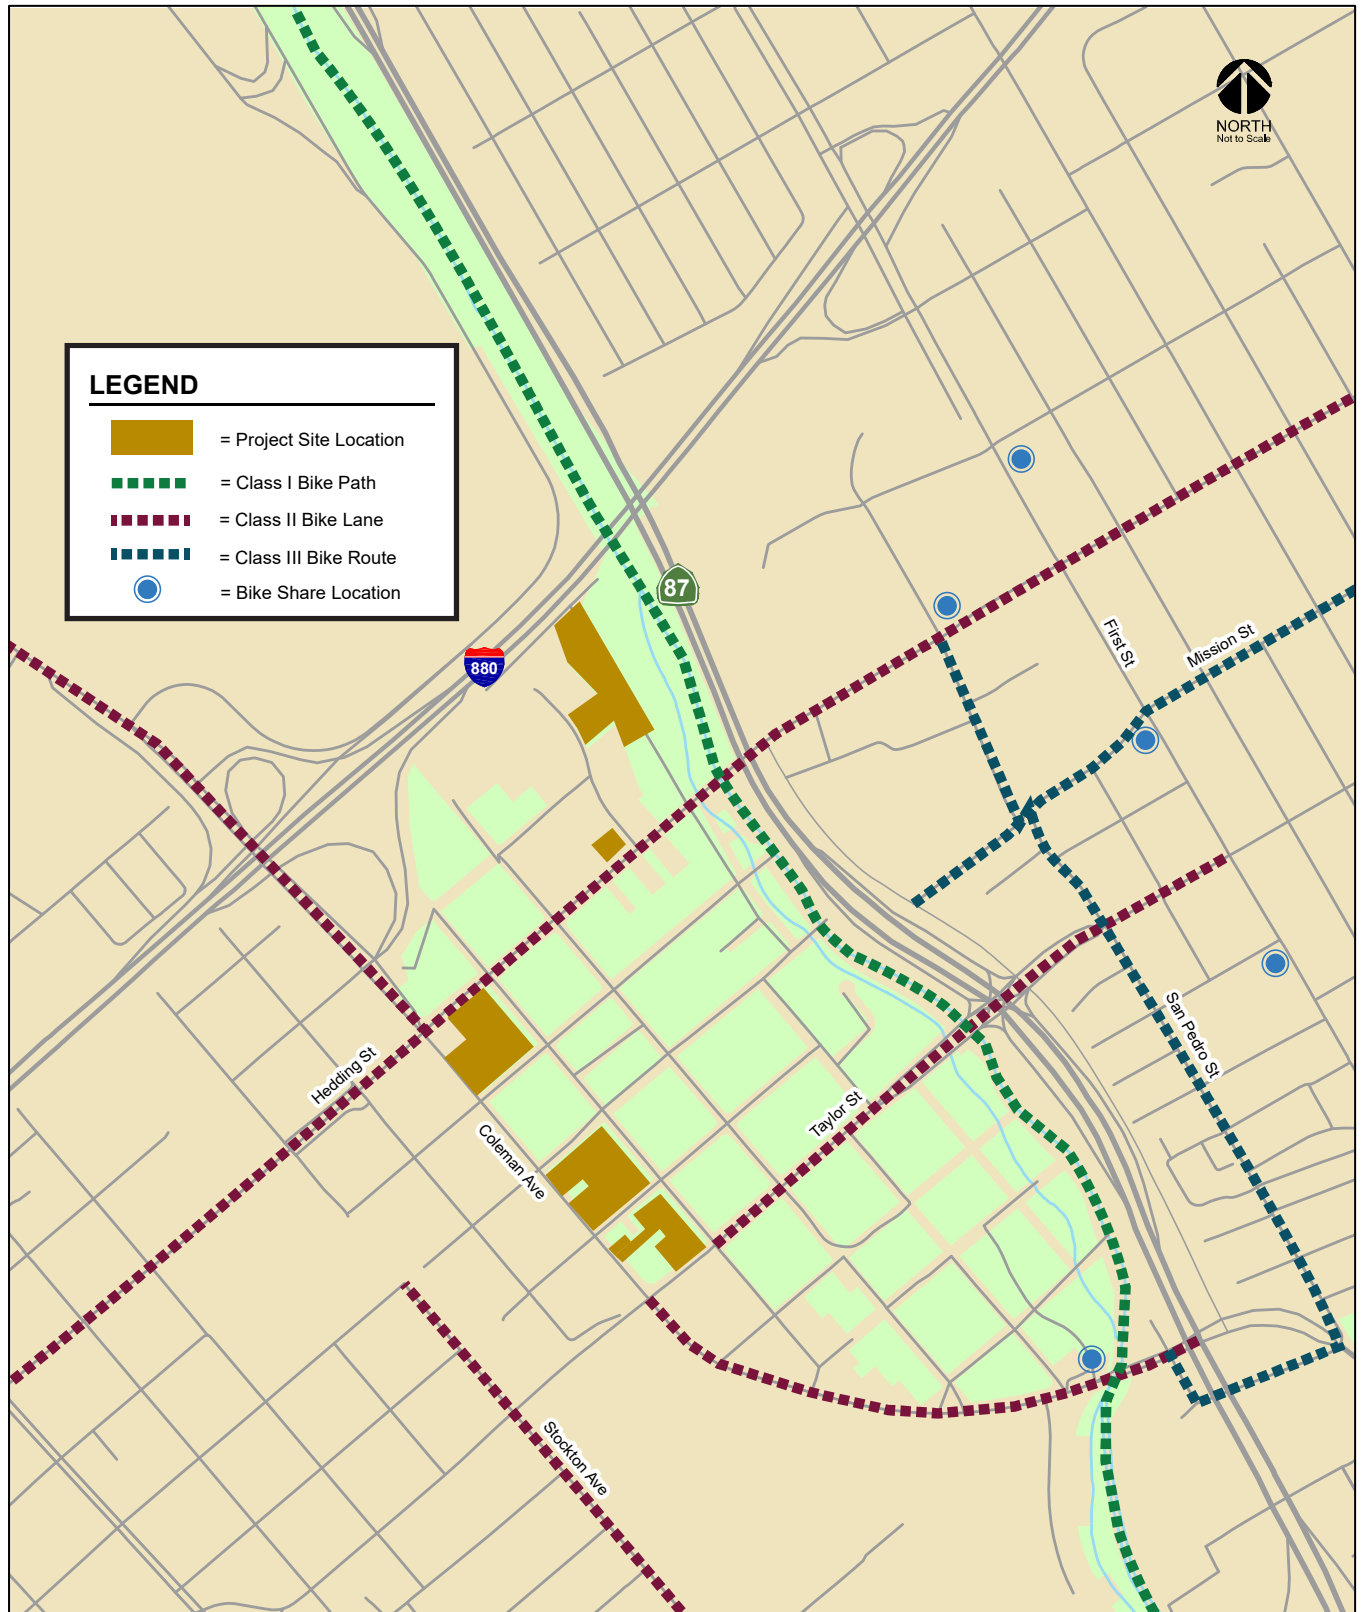 NORTH
Not to Scale
LEGEND
= Project Site Location
= Class I Bike Path
= Class II Bike Lane
= Class III Bike Route
= Bike Share Location
87
880
First St
Mission St
San Pedro St
Hedding St
Taylor St
Coleman Ave
Stockton Ave